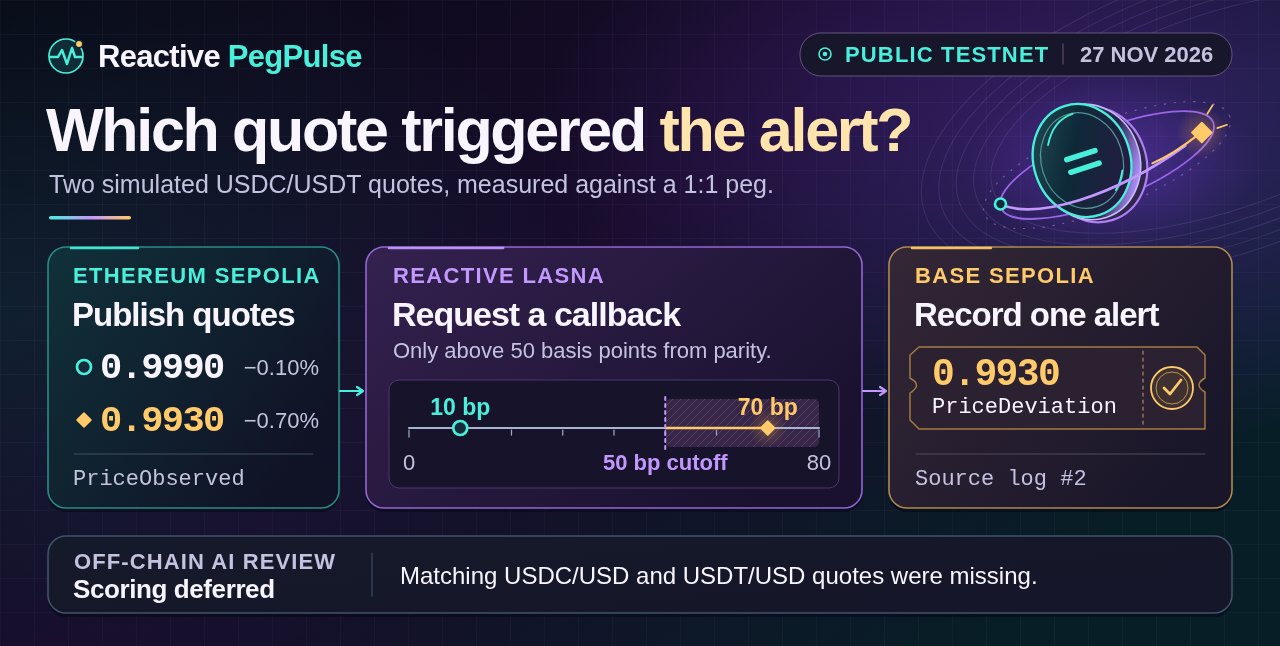 Reactive PegPulse
PUBLIC TESTNET
27 NOV 2026
Which quote triggered the alert?
Two simulated USDC/USDT quotes, measured against a 1:1 peg.
ETHEREUM SEPOLIA
Publish quotes
0.9990 −0.10%
0.9930 −0.70%
PriceObserved
REACTIVE LASNA
Request a callback
Only above 50 basis points from parity.
10 bp
70 bp
0
50 bp cutoff
80
BASE SEPOLIA
Record one alert
0.9930
PriceDeviation
Source log #2
OFF-CHAIN AI REVIEW
Scoring deferred
Matching USDC/USD and USDT/USD quotes were missing.